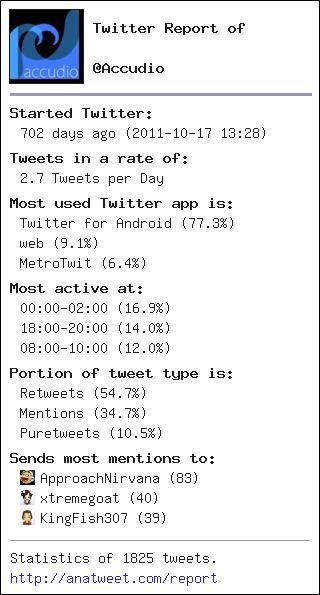 accudio
Twitter Report of
@Accudio
Started Twitter:
702 days ago (2011-10-17 13:28)
Tweets in a rate of:
2.7 Tweets per Day
Most used Twitter app is:
Twitter for Android (77.3%)
web (9.1%)
MetroTwit (6.4%)
Most active at:
00:00-02:00 (16.9%)
18:00-20:00 (14.0%)
08:00-10:00 (12.0%)
Portion of tweet type is:
Retweets (54.7%)
Mentions (34.7%)
Puretweets (10.5%)
Sends most mentions to:
ApproachNirvana (83)
xtremegoat (40)
KingFish307 (39)
Statistics of 1825 tweets.
http://anatweet.com/report